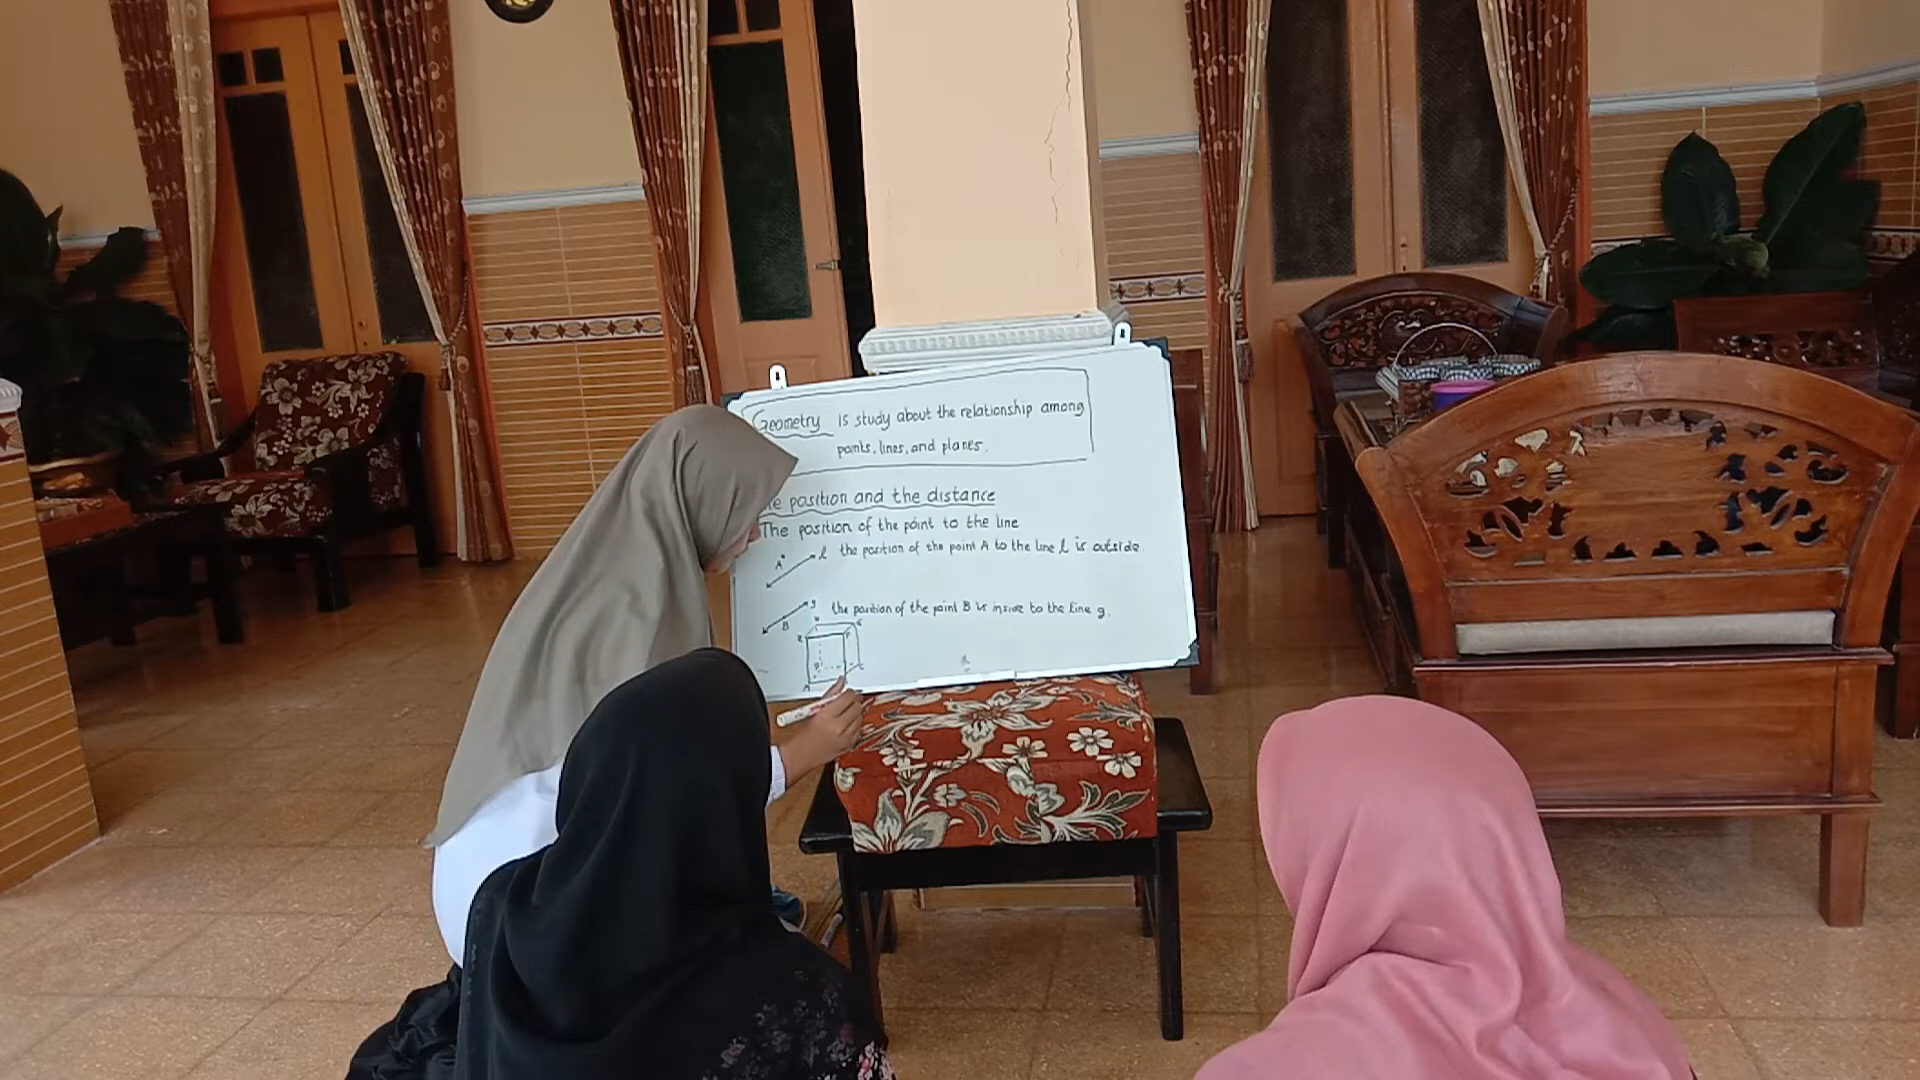 Geometry is study about the relationship among
points, lines, and planes.
position and the distance
The position of the point to the line
l the position of the point A to the line l is outside
A
g the position of the point B is inside to the line g.
B
H G
E F
D C
A